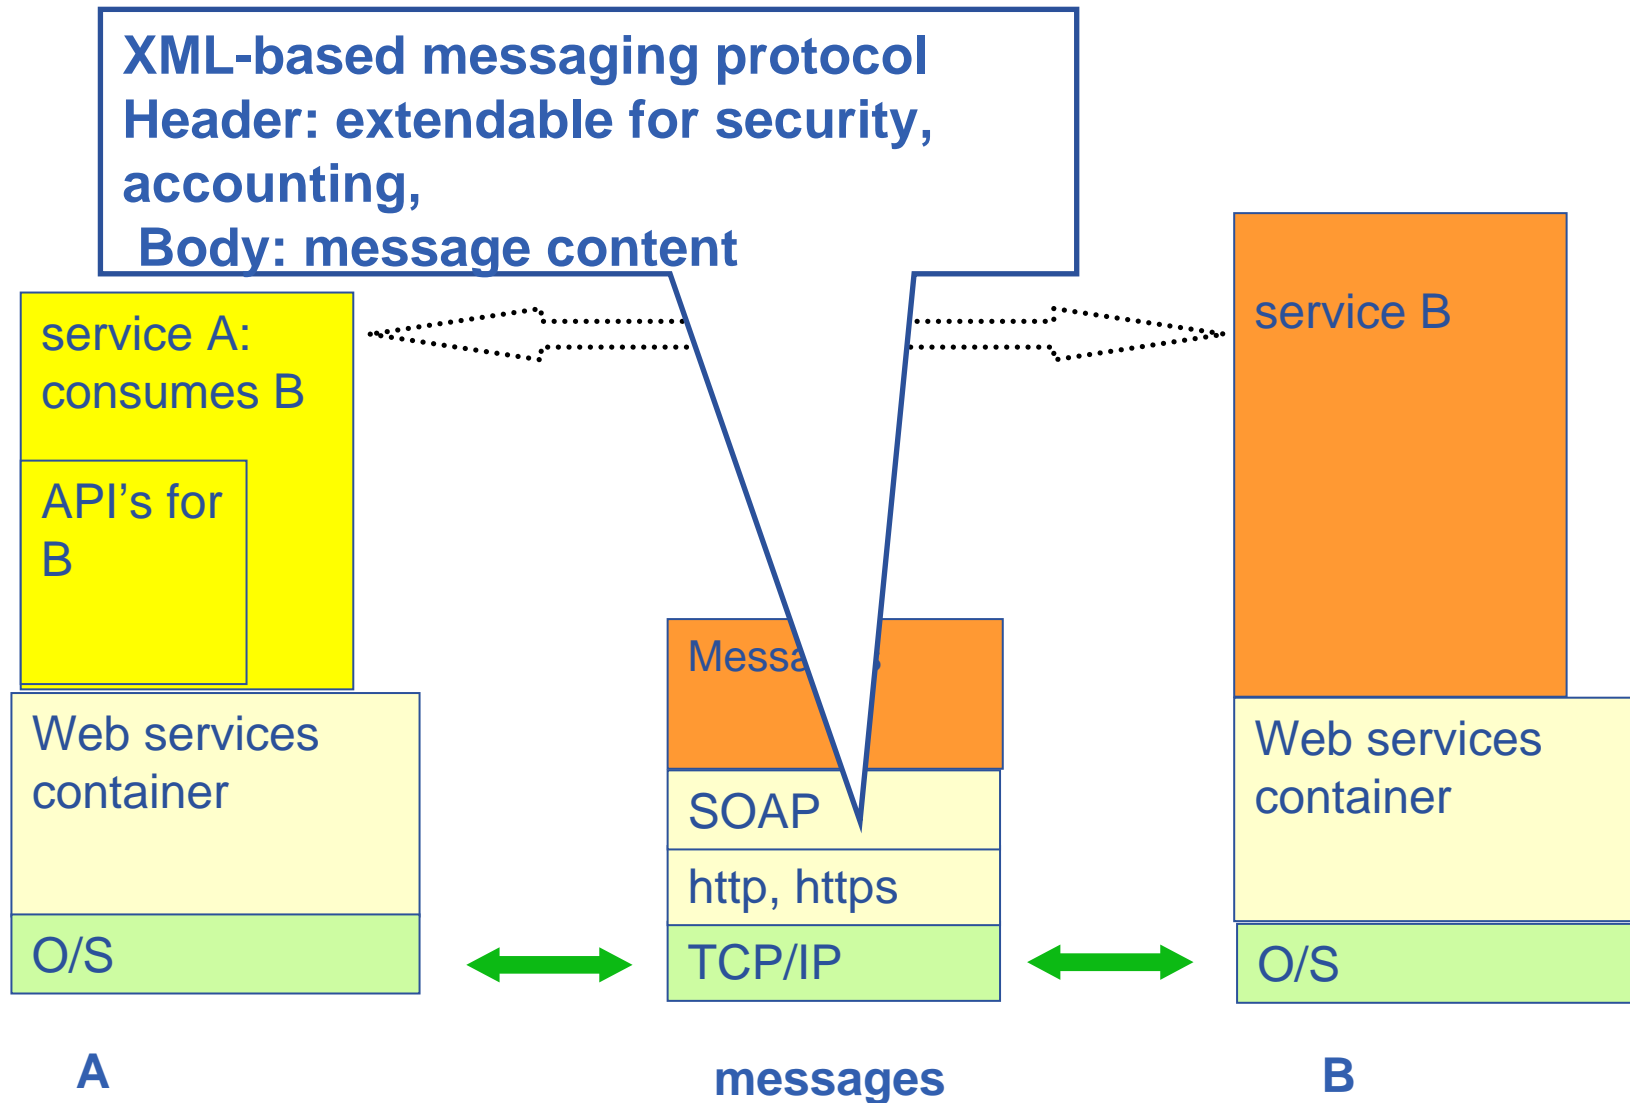 XML-based messaging protocol
Header: extendable for security,
accounting,
Body: message content
service A:
consumes B
API's for
B
Web services
container
O/S
A
SOAP
http, https
TCP/IP
messages
service B
Web services
container
O/S
B